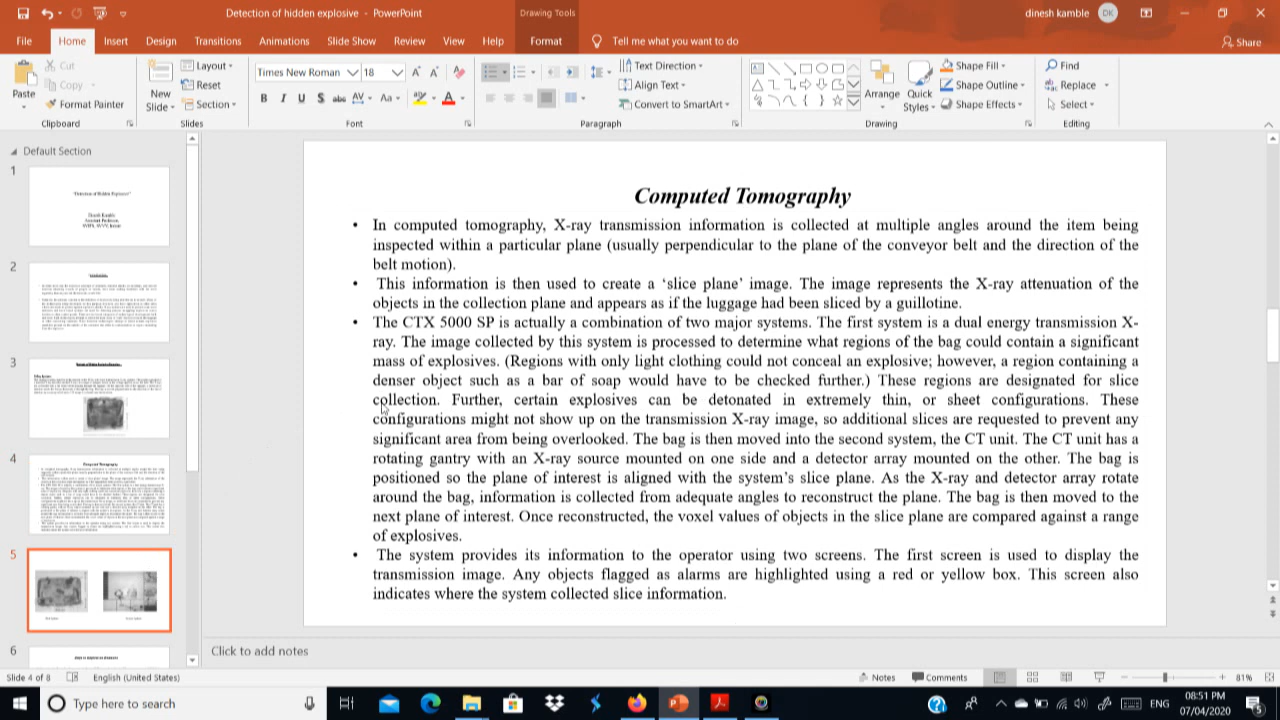 Detection of hidden explosive - PowerPoint
Drawing Tools
dinesh kamble
DK
File
Home
Insert
Design
Transitions
Animations
Slide Show
Review
View
Help
Format
Tell me what you want to do
Share
Paste
Cut
Copy
Format Painter
Clipboard
New
Slide
Layout
Reset
Section
Slides
Times New Roman
18
B I U S abc AV Aa A
Font
Text Direction
Align Text
Convert to SmartArt
Paragraph
Arrange
Quick
Styles
Shape Fill
Shape Outline
Shape Effects
Drawing
Find
Replace
Select
Editing
Default Section
1
2
3
4
5
6
Computed Tomography
• In computed tomography, X-ray transmission information is collected at multiple angles around the item being
inspected within a particular plane (usually perpendicular to the plane of the conveyor belt and the direction of the
belt motion).
• This information is then used to create a ‘slice plane’ image. The image represents the X-ray attenuation of the
objects in the collection plane and appears as if the luggage had been sliced by a guillotine.
• The CTX 5000 SP is actually a combination of two major systems. The first system is a dual energy transmission X-
ray. The image collected by this system is processed to determine what regions of the bag could contain a significant
mass of explosives. (Regions with only light clothing could not conceal an explosive; however, a region containing a
denser object such as a bar of soap would have to be checked further.) These regions are designated for slice
collection. Further, certain explosives can be detonated in extremely thin, or sheet configurations. These
configurations might not show up on the transmission X-ray image, so additional slices are requested to prevent any
significant area from being overlooked. The bag is then moved into the second system, the CT unit. The CT unit has a
rotating gantry with an X-ray source mounted on one side and a detector array mounted on the other. The bag is
positioned so the plane of interest is aligned with the system’s slice plane. As the X-ray and detector array rotate
around the bag, information is collected from adequate angles to reconstruct the plane. The bag is then moved to the
next plane of interest. Once reconstructed, the voxel values of objects in the slice plane are compared against a range
of explosives.
• The system provides its information to the operator using two screens. The first screen is used to display the
transmission image. Any objects flagged as alarms are highlighted using a red or yellow box. This screen also
indicates where the system collected slice information.
Click to add notes
Slide 4 of 8
English (United States)
Notes
Comments
81%
Type here to search
ENG
08:51 PM
07/04/2020
5